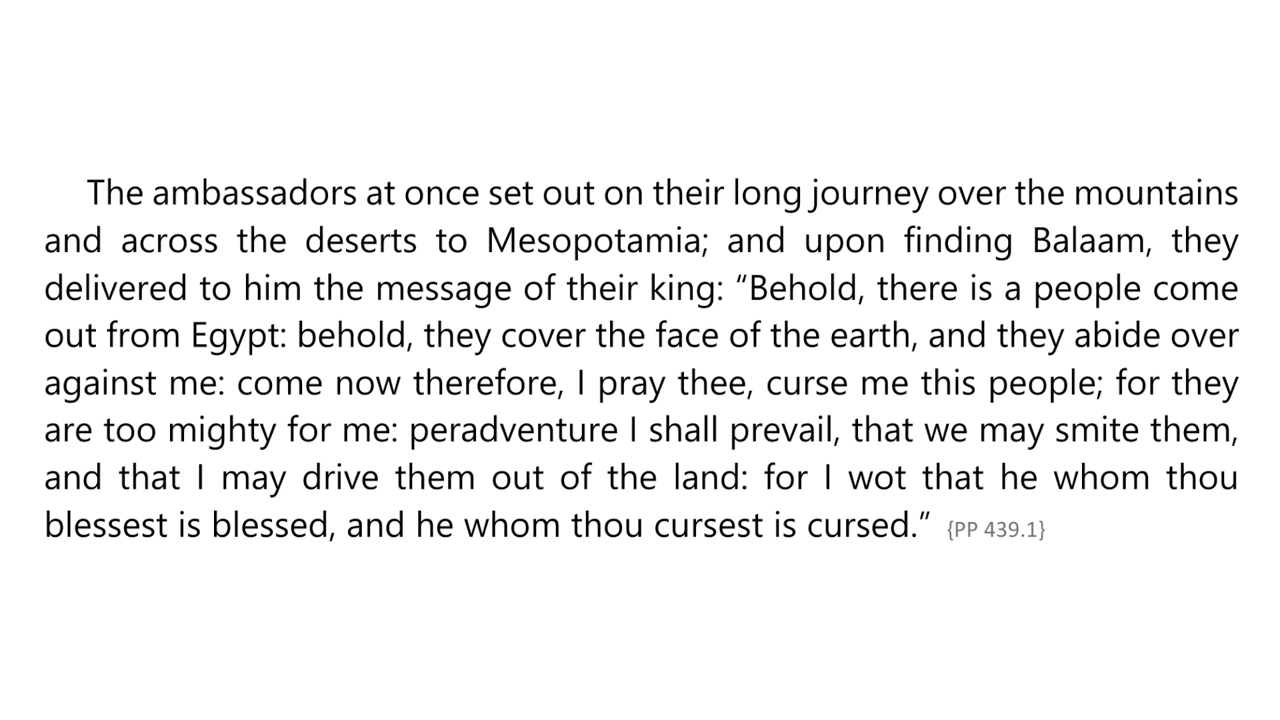 The ambassadors at once set out on their long journey over the mountains
and across the deserts to Mesopotamia; and upon finding Balaam, they
delivered to him the message of their king: “Behold, there is a people come
out from Egypt: behold, they cover the face of the earth, and they abide over
against me: come now therefore, I pray thee, curse me this people; for they
are too mighty for me: peradventure I shall prevail, that we may smite them,
and that I may drive them out of the land: for I wot that he whom thou
blessest is blessed, and he whom thou cursest is cursed.” {PP 439.1}